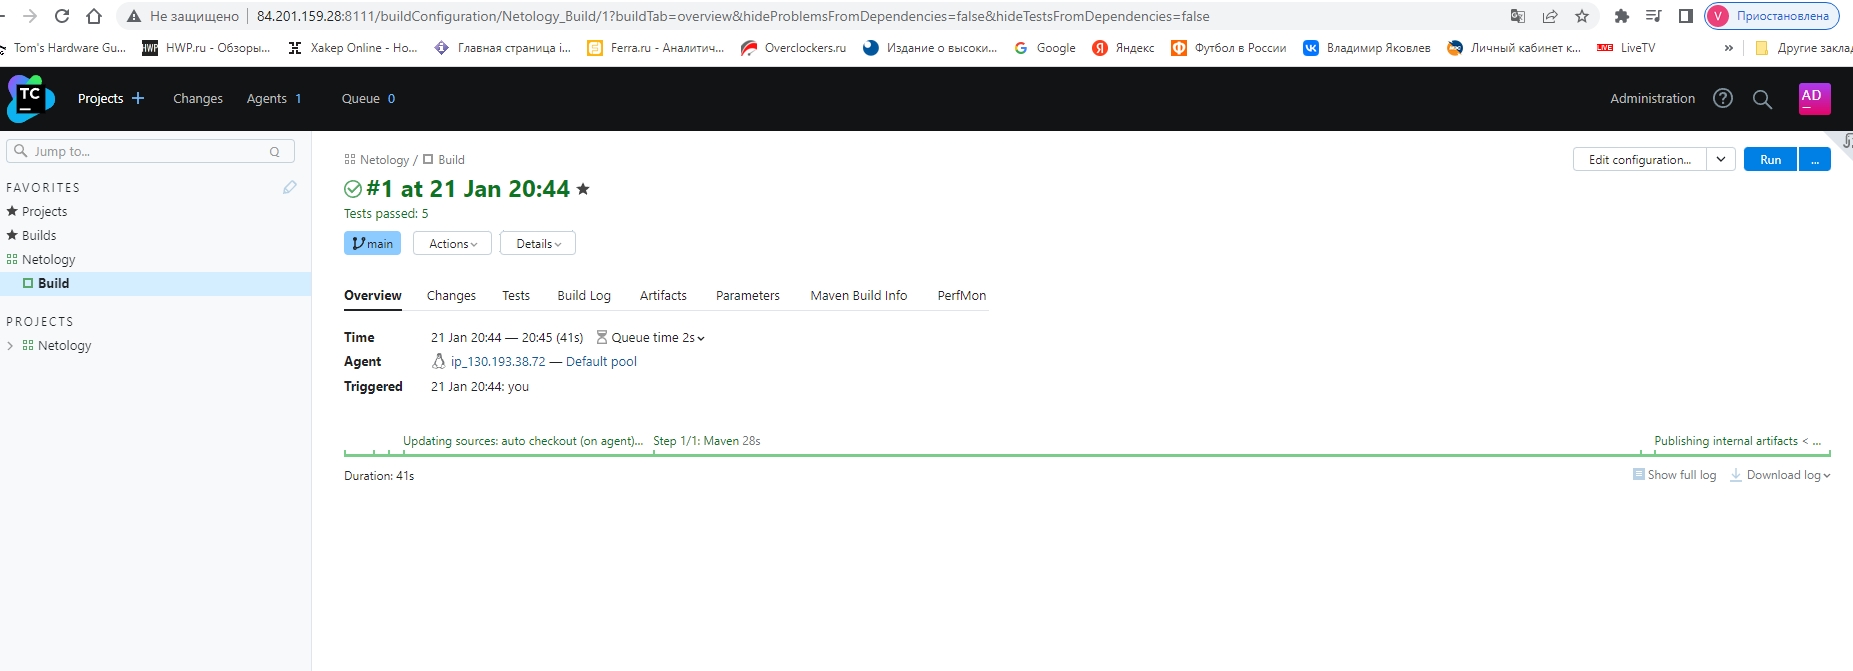 Не защищено 84.201.159.28:8111/buildConfiguration/Netology_Build/1?buildTab=overview&hideProblemsFromDependencies=false&hideTestsFromDependencies=false V Приостановлена
Tom's Hardware Gu... HWP HWP.ru - Обзоры... Хакер Online - Но... Главная страница i... Ferra.ru - Аналитич... Overclockers.ru Издание о высоки... Google Яндекс Футбол в России Владимир Яковлев Личный кабинет к... LIVE LiveTV » Другие заклад
TC Projects + Changes Agents 1 Queue 0 Administration ? AD
Jump to... Q
FAVORITES
Projects
Builds
Netology
Build
PROJECTS
Netology
Netology / Build
Edit configuration... Run ...
#1 at 21 Jan 20:44
Tests passed: 5
main Actions Details
Overview Changes Tests Build Log Artifacts Parameters Maven Build Info PerfMon
Time 21 Jan 20:44 — 20:45 (41s) Queue time 2s
Agent ip_130.193.38.72 — Default pool
Triggered 21 Jan 20:44: you
Updating sources: auto checkout (on agent)... Step 1/1: Maven 28s Publishing internal artifacts < ...
Duration: 41s Show full log Download log